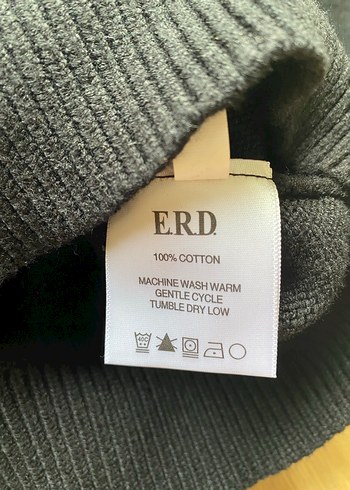 E.R.D.
100% COTTON
MACHINE WASH WARM
GENTLE CYCLE
TUMBLE DRY LOW